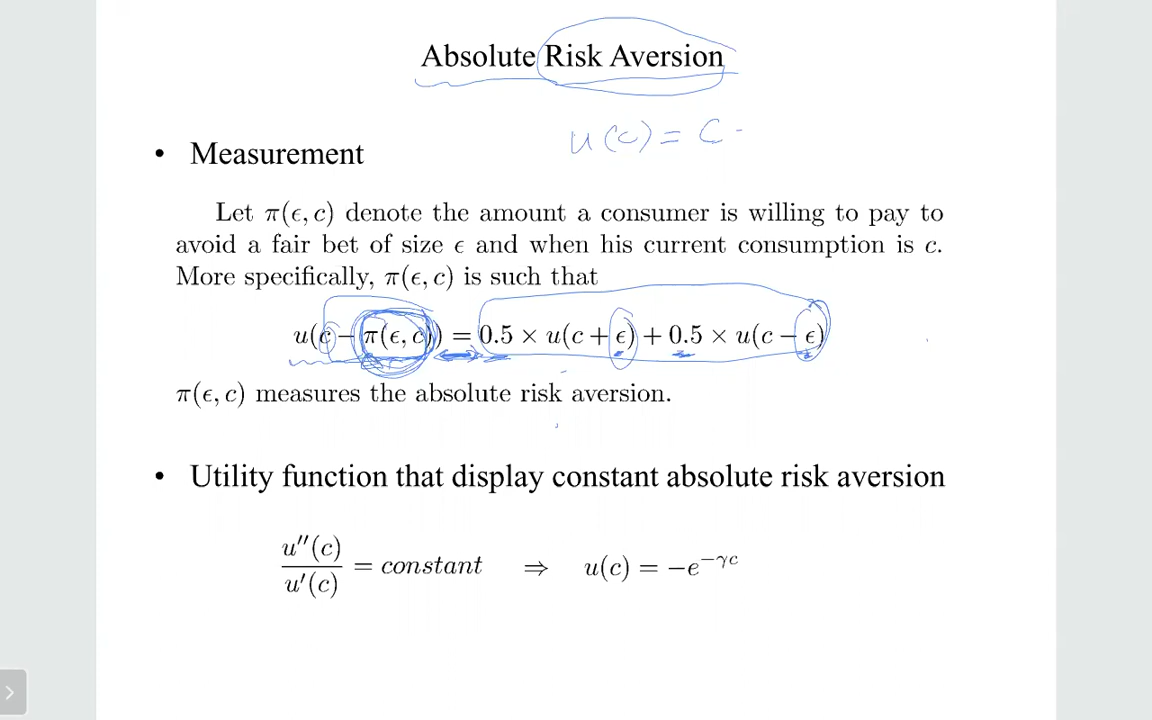 Absolute Risk Aversion
u(c) = c -
• Measurement
Let π(ϵ, c) denote the amount a consumer is willing to pay to
avoid a fair bet of size ϵ and when his current consumption is c.
More specifically, π(ϵ, c) is such that
u(c − π(ϵ, c)) = 0.5 × u(c + ϵ) + 0.5 × u(c − ϵ)
π(ϵ, c) measures the absolute risk aversion.
• Utility function that display constant absolute risk aversion
u′′(c)/u′(c) = constant ⇒ u(c) = −e^{−γc}